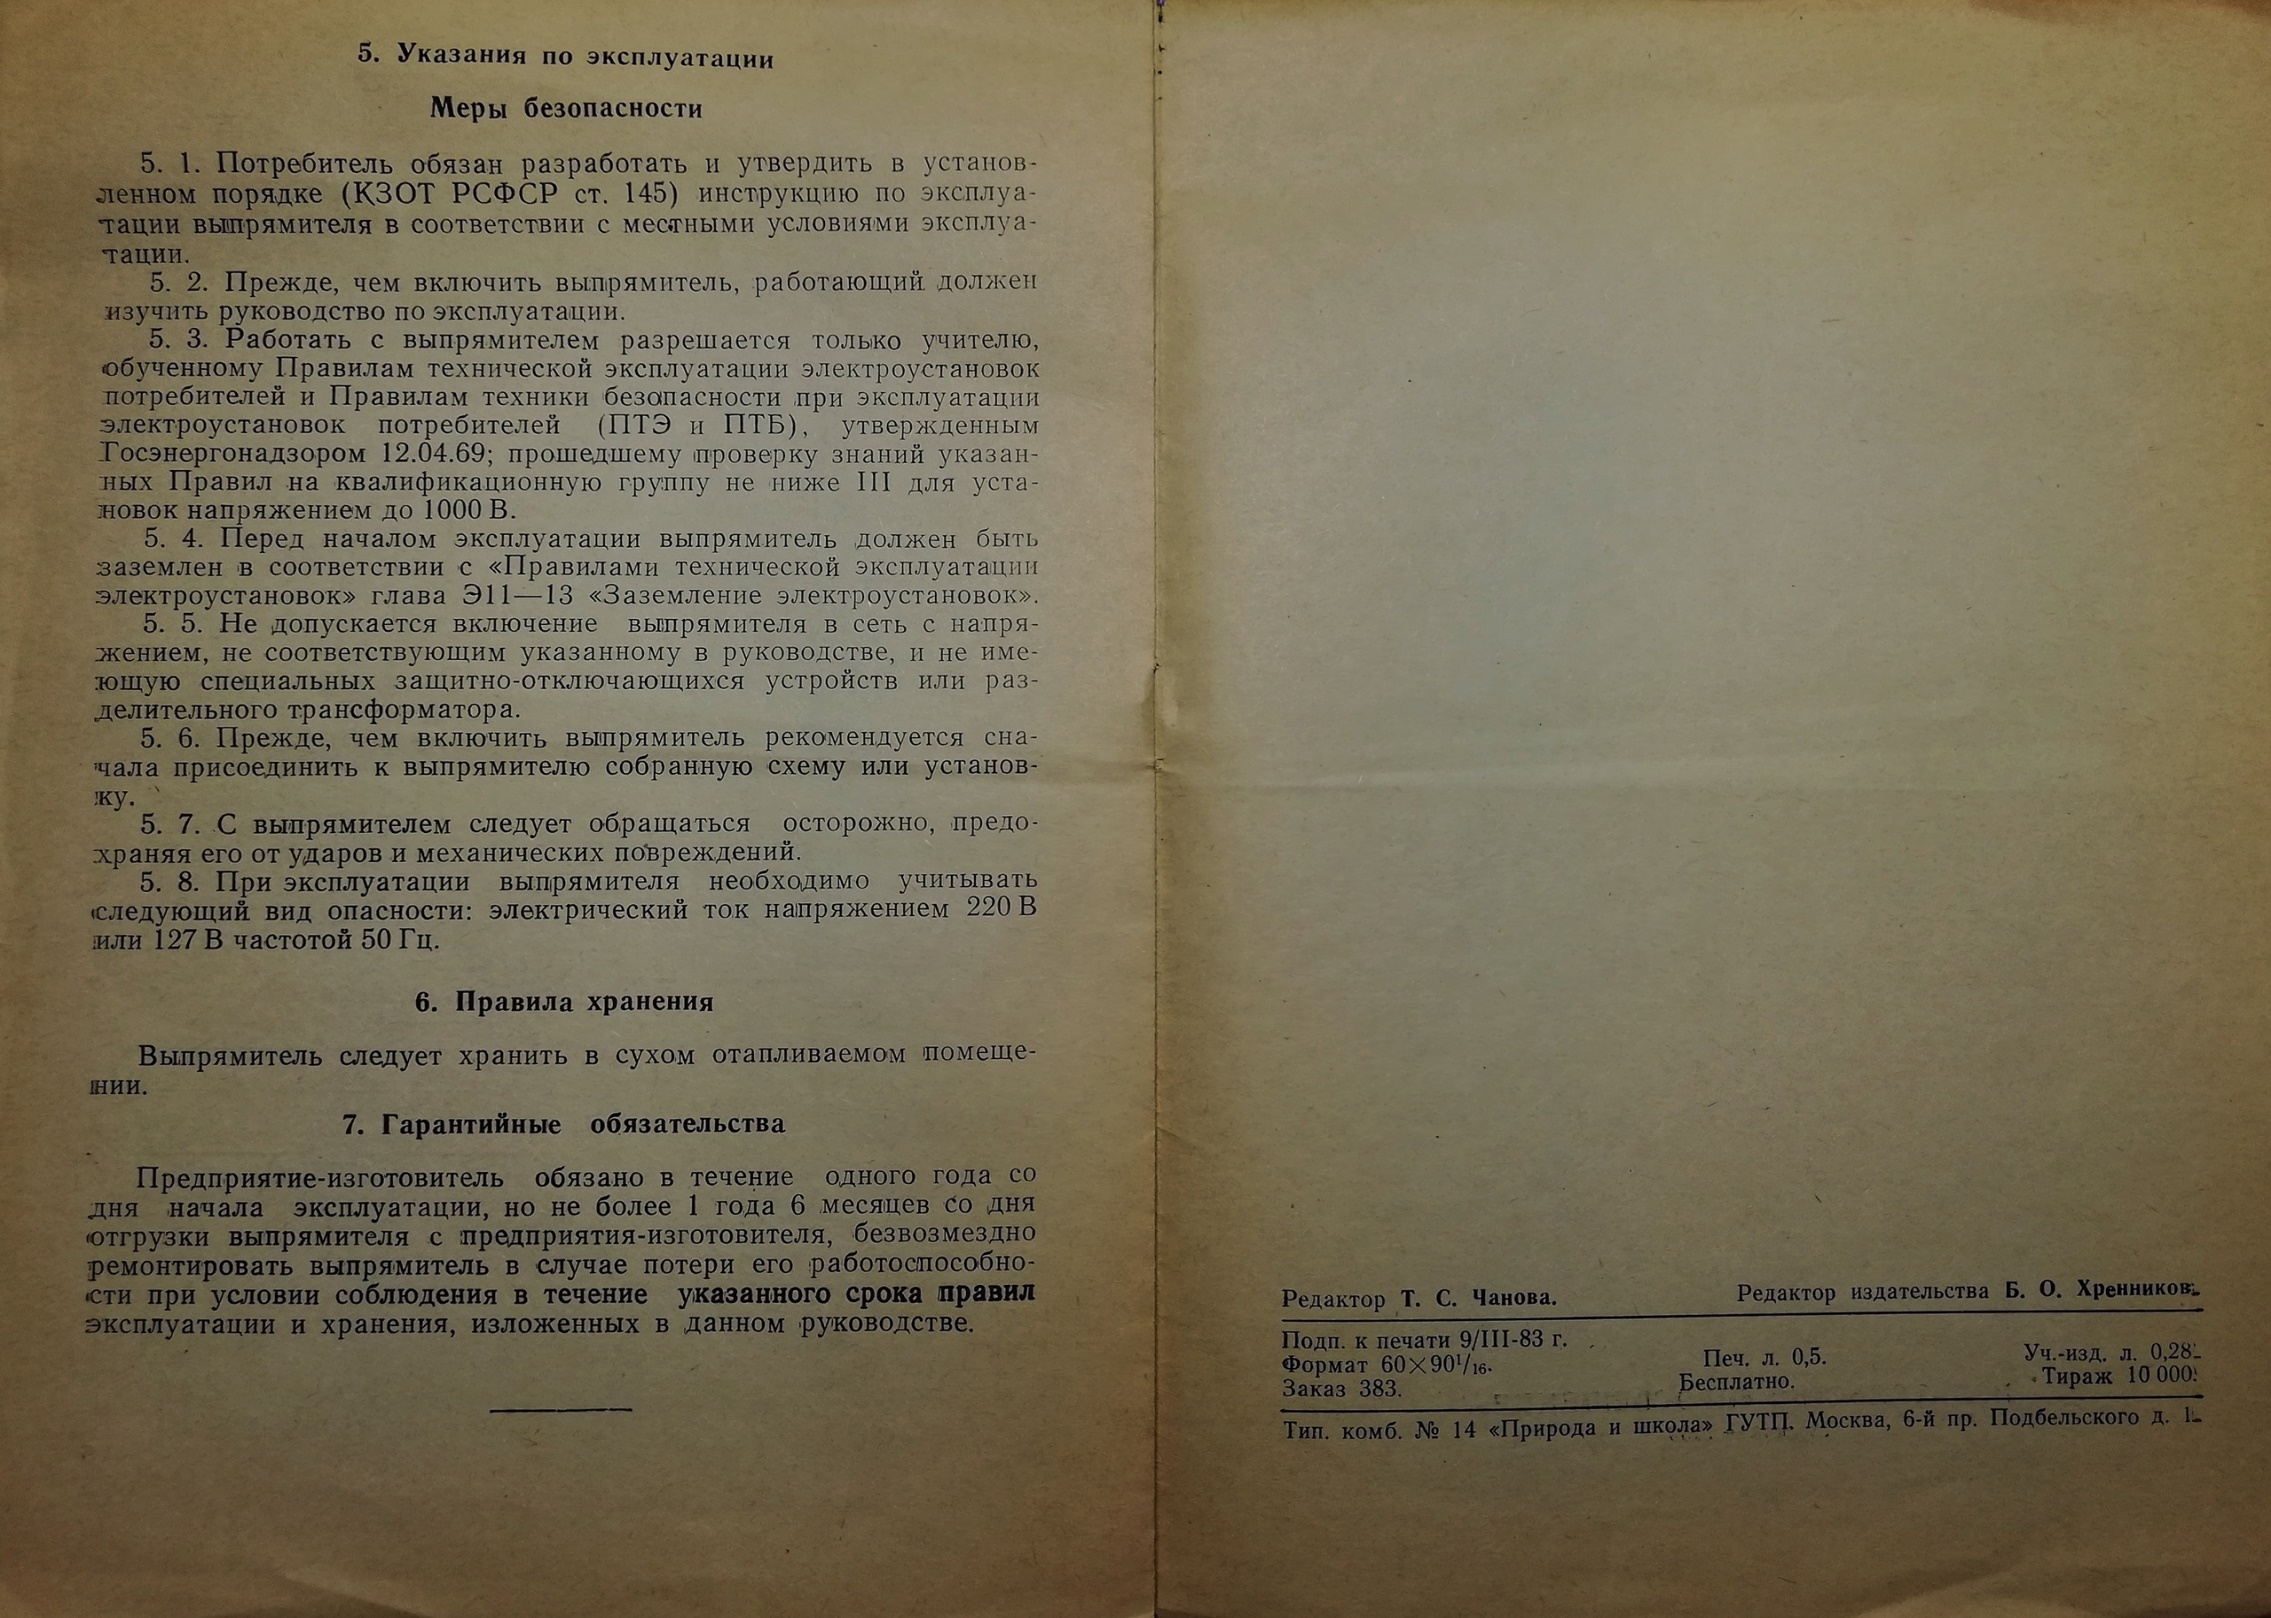 5. Указания по эксплуатации
Меры безопасности
5. 1. Потребитель обязан разработать и утвердить в установ-
ленном порядке (КЗОТ РСФСР ст. 145) инструкцию по эксплуа-
тации выпрямителя в соответствии с местными условиями эксплуа-
тации.
5. 2. Прежде, чем включить выпрямитель, работающий должен
изучить руководство по эксплуатации.
5. 3. Работать с выпрямителем разрешается только учителю,
обученному Правилам технической эксплуатации электроустановок
потребителей и Правилам техники безопасности при эксплуатации
электроустановок потребителей (ПТЭ и ПТБ), утвержденным
Госэнергонадзором 12.04.69; прошедшему проверку знаний указан-
ных Правил на квалификационную группу не ниже III для уста-
новок напряжением до 1000 В.
5. 4. Перед началом эксплуатации выпрямитель должен быть
заземлен в соответствии с «Правилами технической эксплуатации
электроустановок» глава Э11—13 «Заземление электроустановок».
5. 5. Не допускается включение выпрямителя в сеть с напря-
жением, не соответствующим указанному в руководстве, и не име-
ющую специальных защитно-отключающихся устройств или раз-
делительного трансформатора.
5. 6. Прежде, чем включить выпрямитель рекомендуется сна-
чала присоединить к выпрямителю собранную схему или установ-
ку.
5. 7. С выпрямителем следует обращаться осторожно, предо-
храняя его от ударов и механических повреждений.
5. 8. При эксплуатации выпрямителя необходимо учитывать
следующий вид опасности: электрический ток напряжением 220 В
или 127 В частотой 50 Гц.
6. Правила хранения
Выпрямитель следует хранить в сухом отапливаемом помеще-
нии.
7. Гарантийные обязательства
Предприятие-изготовитель обязано в течение одного года со
дня начала эксплуатации, но не более 1 года 6 месяцев со дня
отгрузки выпрямителя с предприятия-изготовителя, безвозмездно
ремонтировать выпрямитель в случае потери его работоспособно-
сти при условии соблюдения в течение указанного срока правил
эксплуатации и хранения, изложенных в данном руководстве.
Редактор Т. С. Чанова. Редактор издательства Б. О. Хренников.
Подп. к печати 9/III-83 г.
Формат 60×90 1/16. Печ. л. 0,5. Уч.-изд. л. 0,28.
Заказ 383. Бесплатно. Тираж 10 000.
Тип. комб. № 14 «Природа и школа» ГУТП. Москва, 6-й пр. Подбельского д. 1.